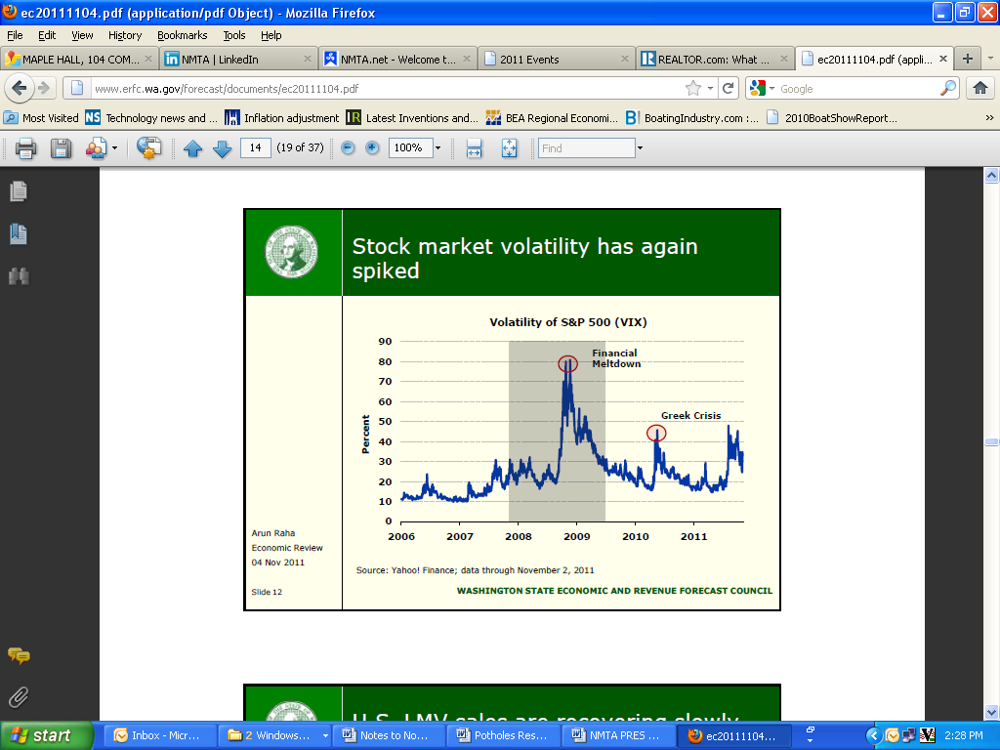 ec20111104.pdf (application/pdf Object) - Mozilla Firefox
File Edit View History Bookmarks Tools Help
MAPLE HALL, 104 COM... NMTA | LinkedIn NMTA.net - Welcome t... 2011 Events REALTOR.com: What ... ec20111104.pdf (appli...
www.erfc.wa.gov/forecast/documents/ec20111104.pdf Google
Most Visited Technology news and ... Inflation adjustment Latest Inventions and... BEA Regional Economi... BoatingIndustry.com :... 2010BoatShowReport... »
14 (19 of 37) 100% Find
Stock market volatility has again
spiked
Volatility of S&P 500 (VIX)
90
80
70
60
50
40
30
20
10
0
Percent
Financial
Meltdown
Greek Crisis
2006 2007 2008 2009 2010 2011
Arun Raha
Economic Review
04 Nov 2011
Slide 12
Source: Yahoo! Finance; data through November 2, 2011
WASHINGTON STATE ECONOMIC AND REVENUE FORECAST COUNCIL
U.S. LMV sales are recovering slowly
start Inbox - Micr... 2 Windows... Notes to No... Potholes Res... NMTA PRES ... ec20111104.... 2:28 PM